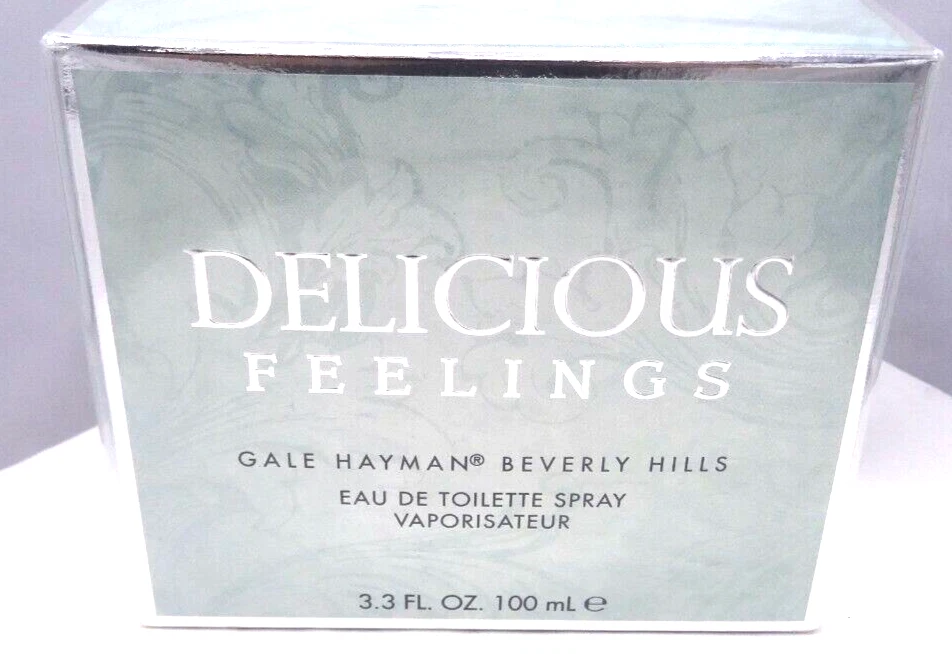 DELICIOUS
FEELINGS
GALE HAYMAN® BEVERLY HILLS
EAU DE TOILETTE SPRAY
VAPORISATEUR
3.3 FL. OZ. 100 mL ℮